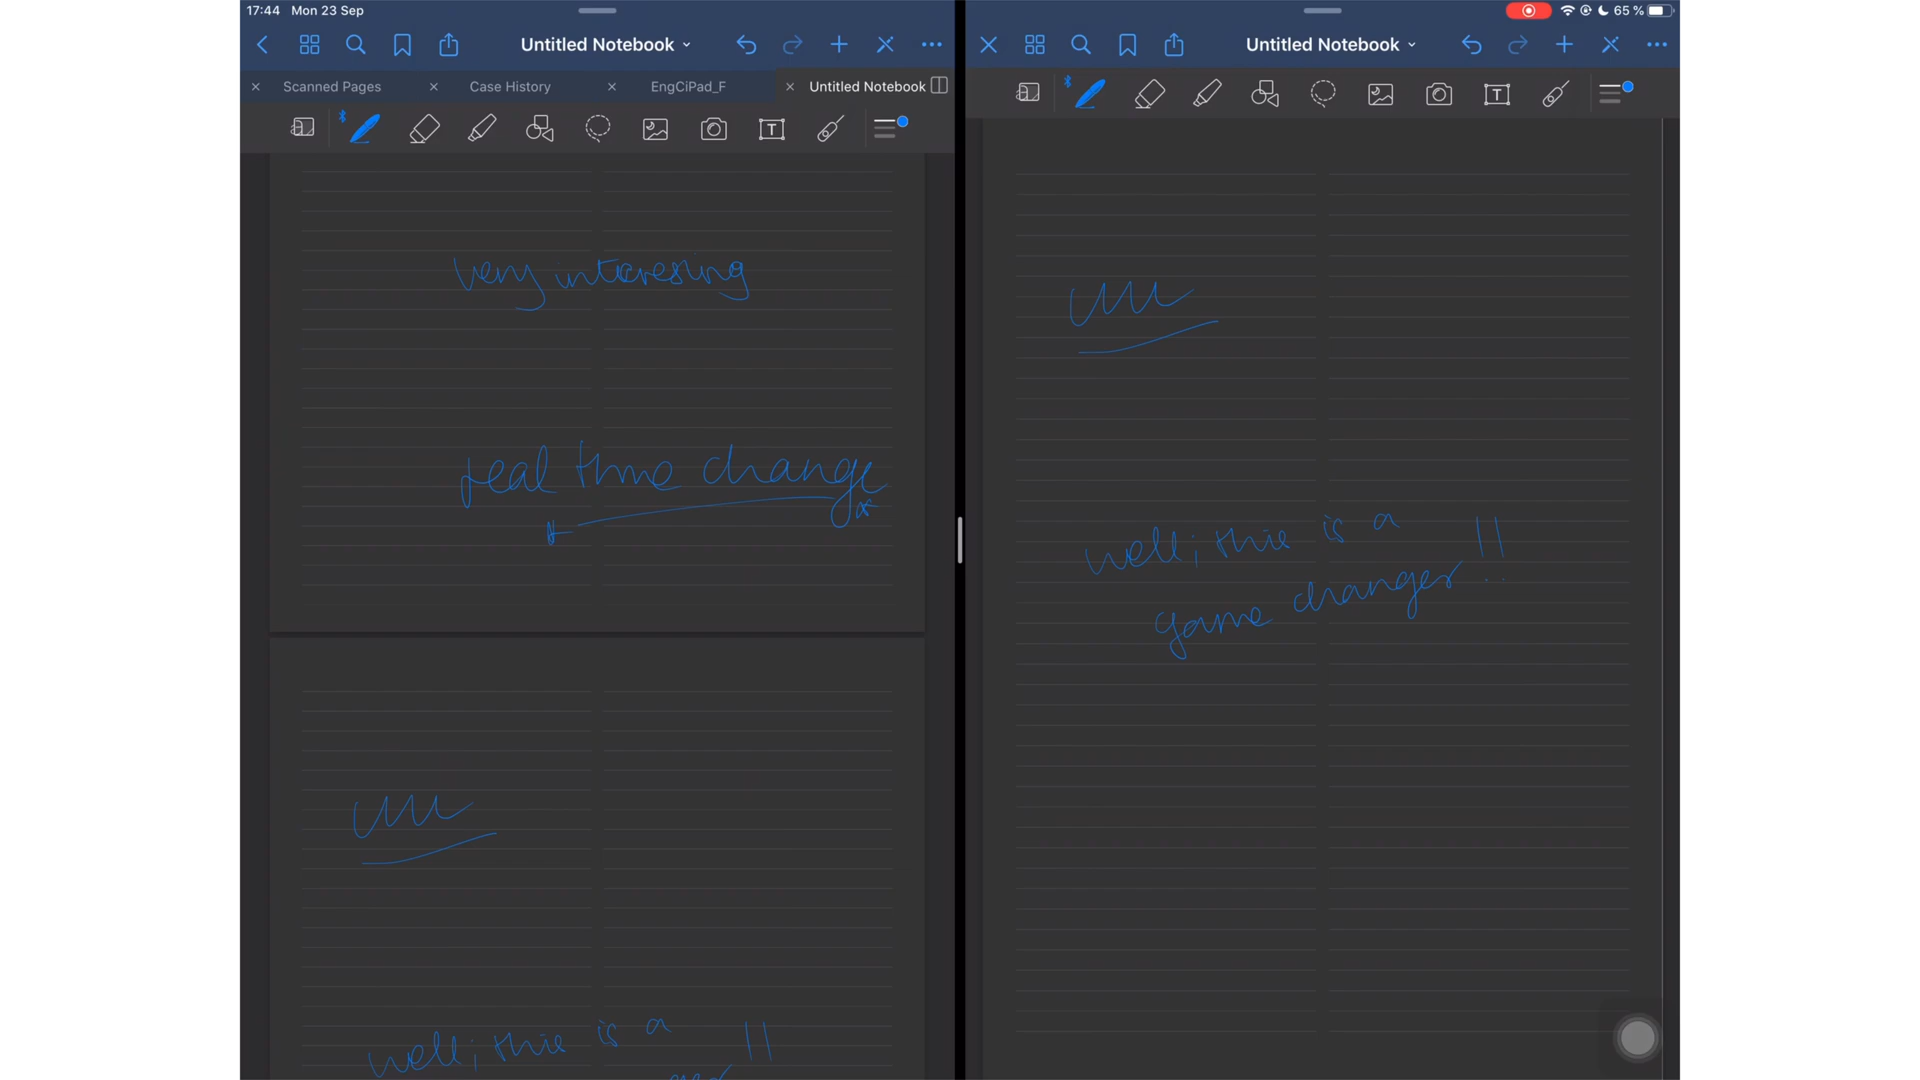 17:44 Mon 23 Sep
65 %
Untitled Notebook
Scanned Pages
Case History
EngCiPad_F
Untitled Notebook
T
very interesing
real time change
well, this is a !!
Untitled Notebook
T
well, this is a !!
game changer